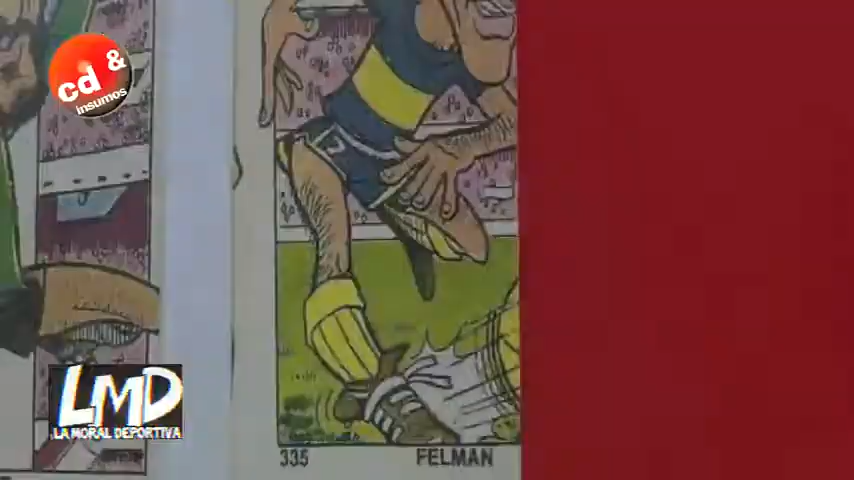 cd &
insumos
LMD
LA MORAL DEPORTIVA
335 FELMAN